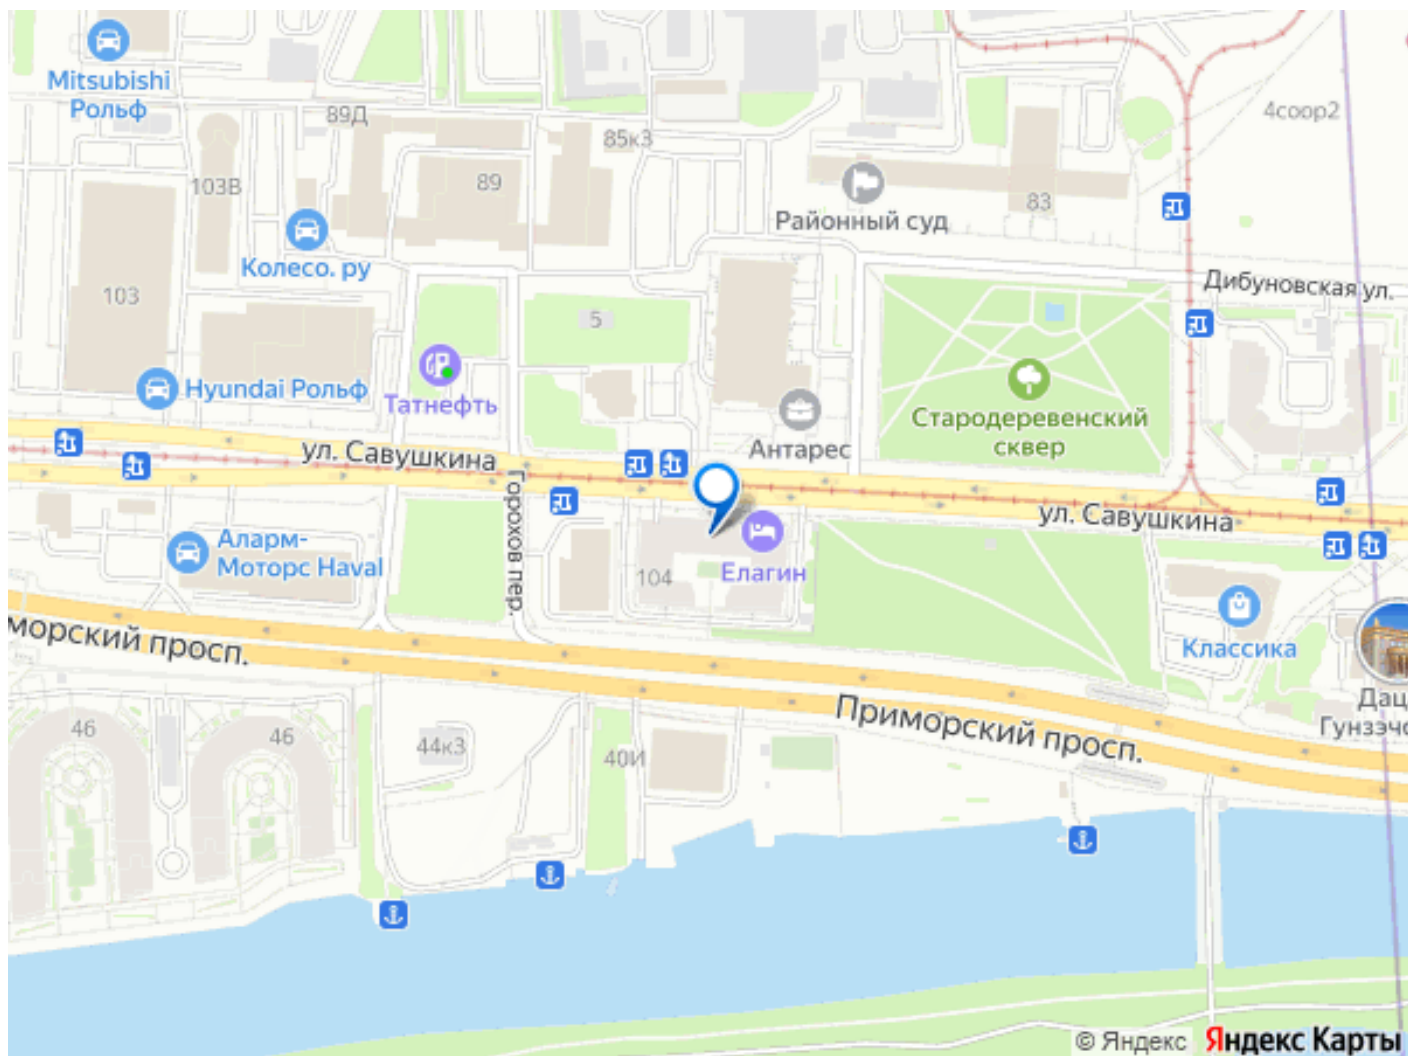 Mitsubishi
Рольф
89Д
4соор2
85к3
103В
89
83
Районный суд
Колесо. ру
Дибуновская ул.
103
5
Hyundai Рольф
Татнефть
Стародеревенский
сквер
Антарес
ул. Савушкина
ул. Савушкина
Горохов пер.
Аларм-
Моторс Haval
104
Елагин
Классика
морский просп.
Дац
Гунзэчо
Приморский просп.
46
46
44к3
40И
© Яндекс Яндекс Карты